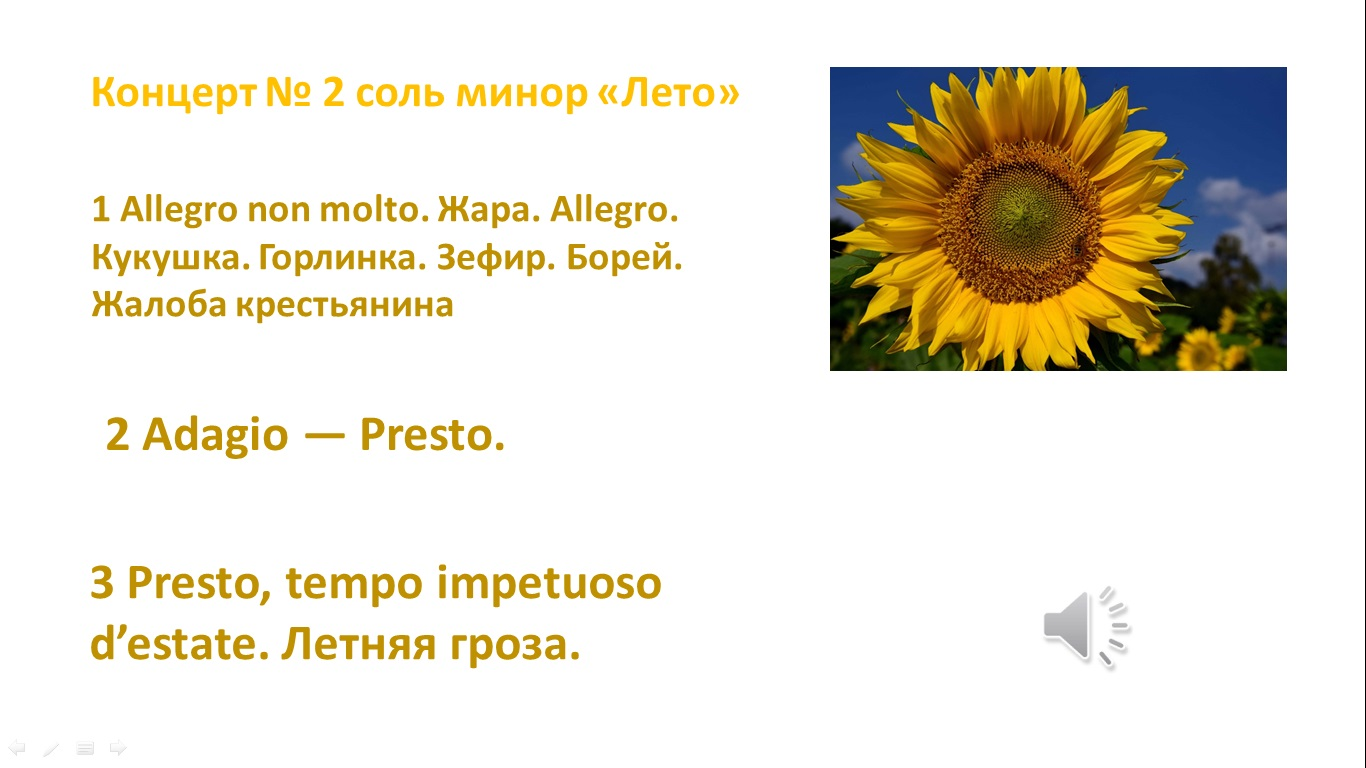 Концерт № 2 соль минор «Лето»
1 Allegro non molto. Жара. Allegro.
Кукушка. Горлинка. Зефир. Борей.
Жалоба крестьянина
2 Adagio — Presto.
3 Presto, tempo impetuoso
d’estate. Летняя гроза.